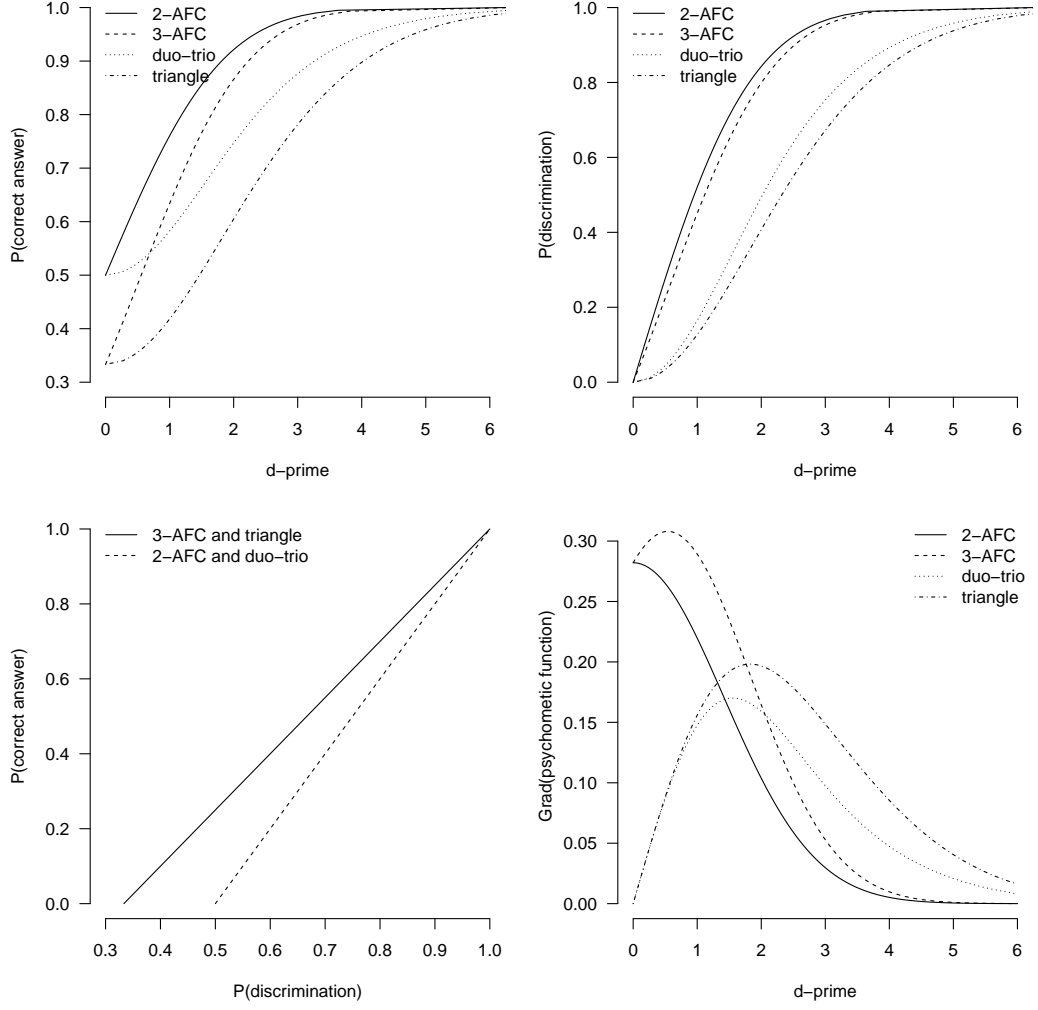 2−AFC
3−AFC
duo−trio
triangle
1.0
0.9
0.8
0.7
0.6
0.5
0.4
0.3
P(correct answer)
0 1 2 3 4 5 6
d−prime
2−AFC
3−AFC
duo−trio
triangle
1.0
0.8
0.6
0.4
0.2
0.0
P(discrimination)
0 1 2 3 4 5 6
d−prime
3−AFC and triangle
2−AFC and duo−trio
1.0
0.8
0.6
0.4
0.2
0.0
P(correct answer)
0.3 0.4 0.5 0.6 0.7 0.8 0.9 1.0
P(discrimination)
2−AFC
3−AFC
duo−trio
triangle
0.30
0.25
0.20
0.15
0.10
0.05
0.00
Grad(psychometic function)
0 1 2 3 4 5 6
d−prime